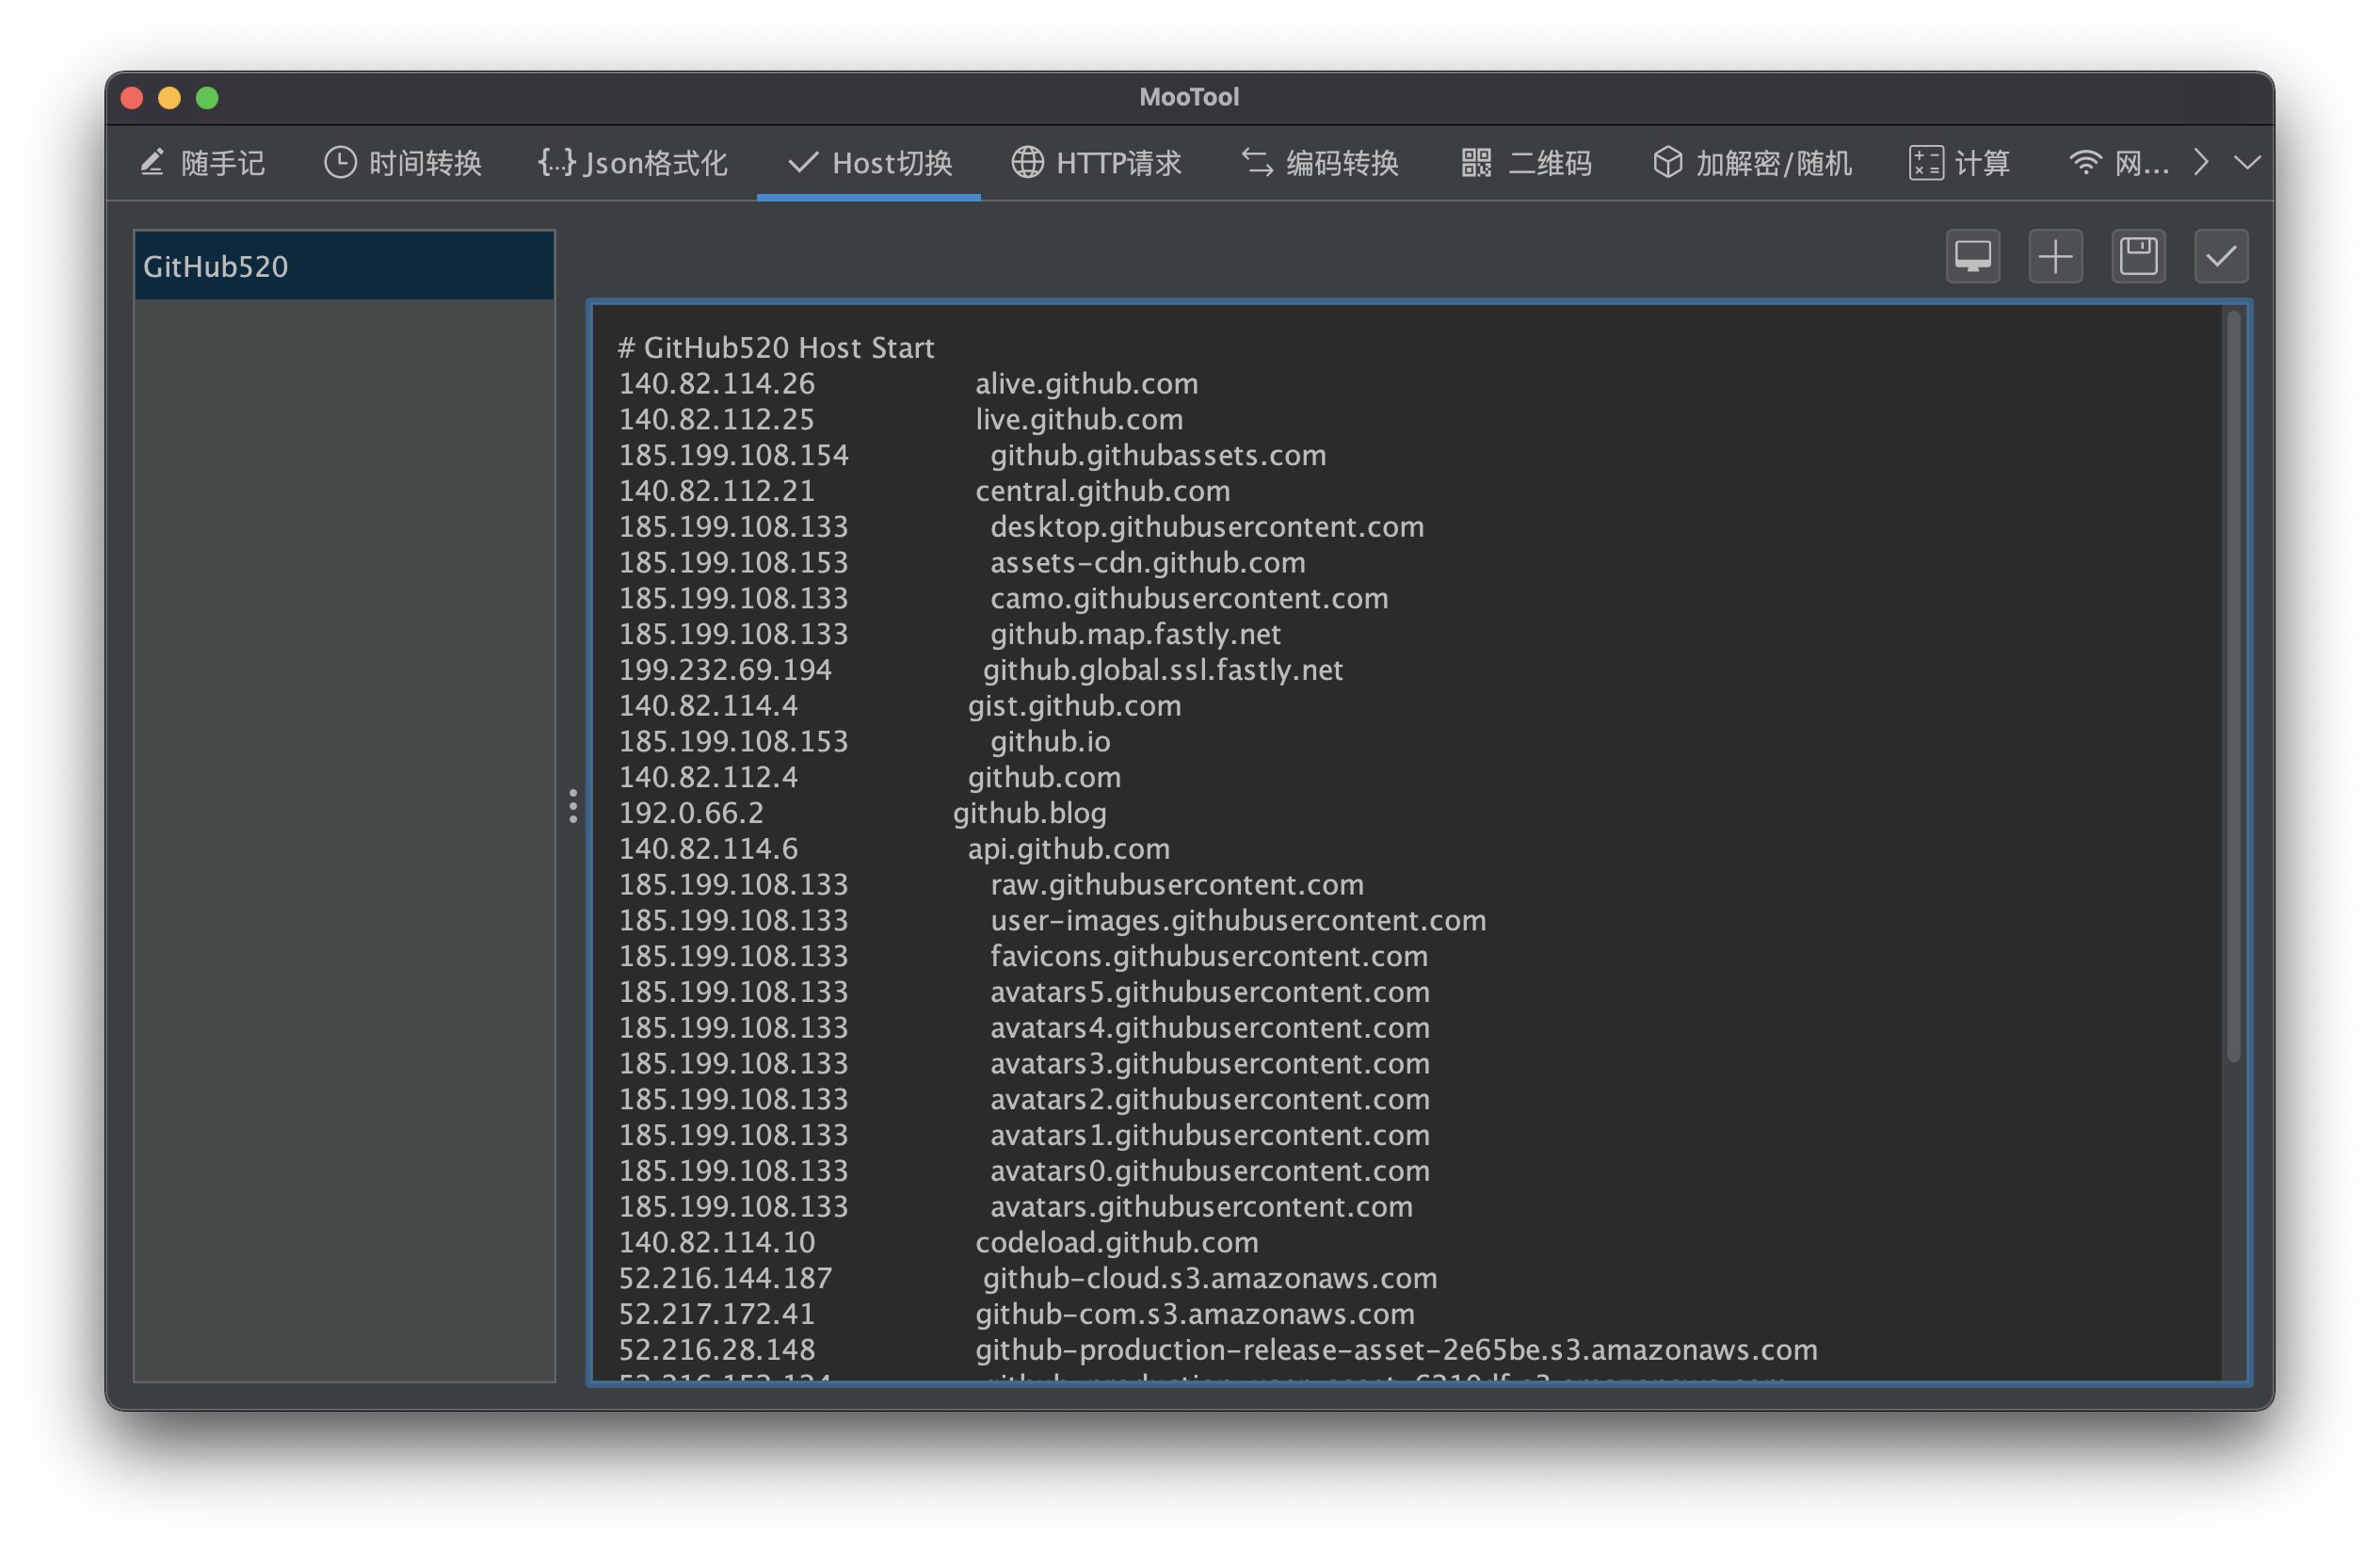 MooTool
随手记 时间转换 {...} Json格式化 Host切换 HTTP请求 编码转换 二维码 加解密/随机 计算 网...
GitHub520
# GitHub520 Host Start
140.82.114.26 alive.github.com
140.82.112.25 live.github.com
185.199.108.154 github.githubassets.com
140.82.112.21 central.github.com
185.199.108.133 desktop.githubusercontent.com
185.199.108.153 assets-cdn.github.com
185.199.108.133 camo.githubusercontent.com
185.199.108.133 github.map.fastly.net
199.232.69.194 github.global.ssl.fastly.net
140.82.114.4 gist.github.com
185.199.108.153 github.io
140.82.112.4 github.com
192.0.66.2 github.blog
140.82.114.6 api.github.com
185.199.108.133 raw.githubusercontent.com
185.199.108.133 user-images.githubusercontent.com
185.199.108.133 favicons.githubusercontent.com
185.199.108.133 avatars5.githubusercontent.com
185.199.108.133 avatars4.githubusercontent.com
185.199.108.133 avatars3.githubusercontent.com
185.199.108.133 avatars2.githubusercontent.com
185.199.108.133 avatars1.githubusercontent.com
185.199.108.133 avatars0.githubusercontent.com
185.199.108.133 avatars.githubusercontent.com
140.82.114.10 codeload.github.com
52.216.144.187 github-cloud.s3.amazonaws.com
52.217.172.41 github-com.s3.amazonaws.com
52.216.28.148 github-production-release-asset-2e65be.s3.amazonaws.com